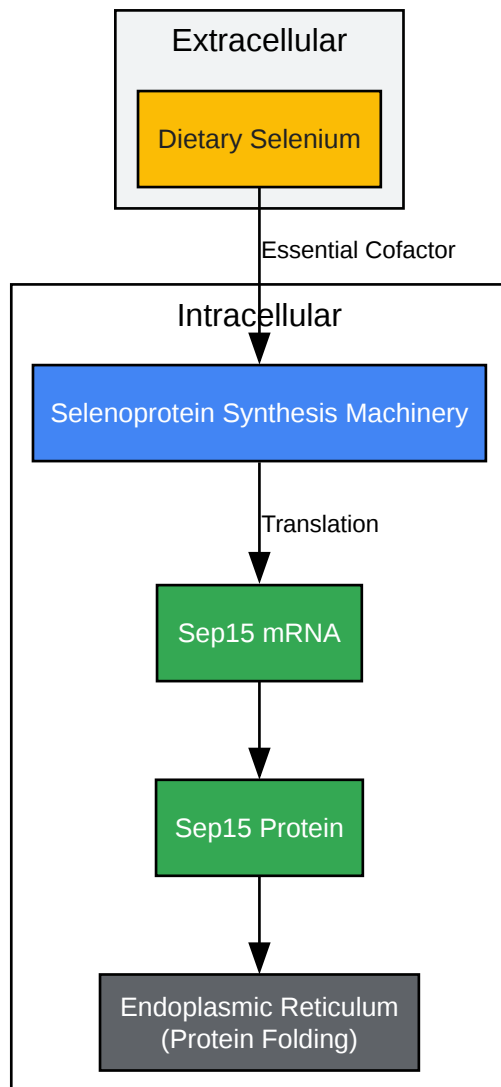 Extracellular
Dietary Selenium
Essential Cofactor
Intracellular
Selenoprotein Synthesis Machinery
Translation
Sep15 mRNA
Sep15 Protein
Endoplasmic Reticulum
(Protein Folding)